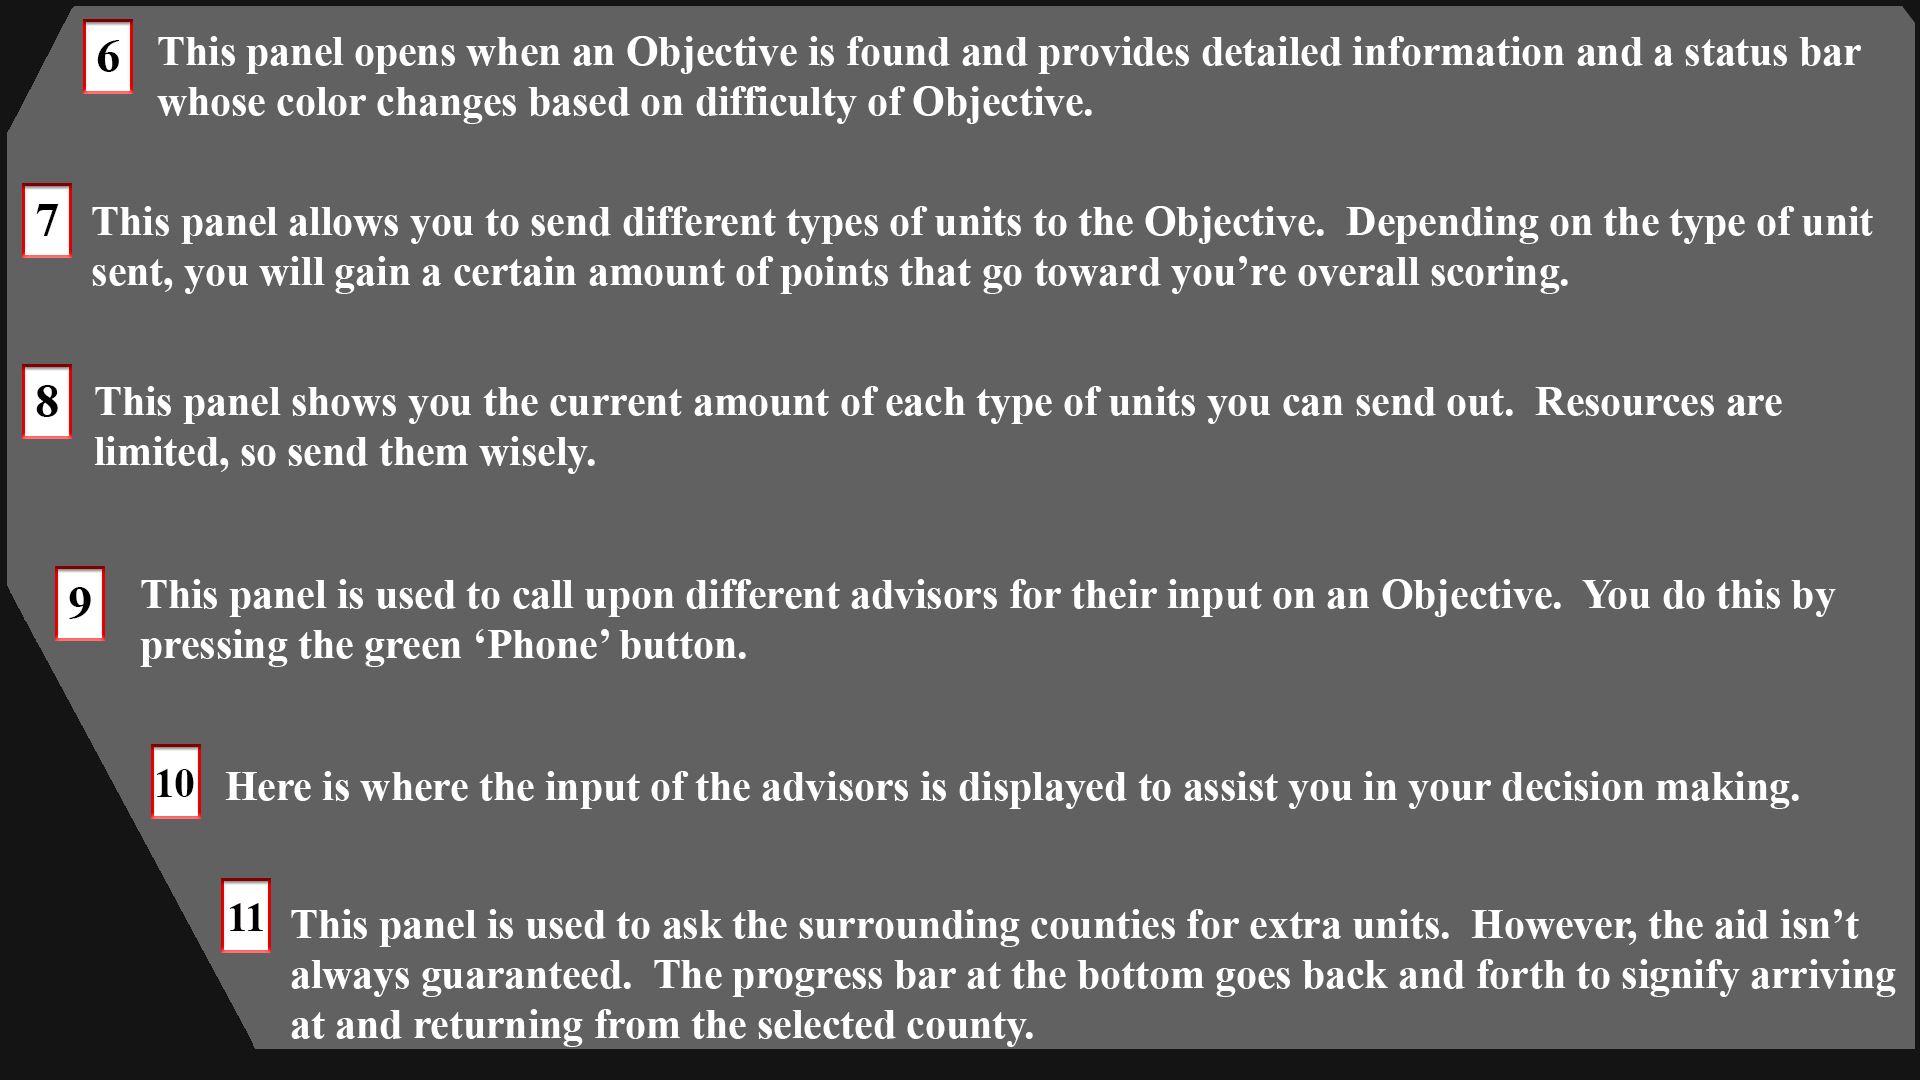 6 This panel opens when an Objective is found and provides detailed information and a status bar
whose color changes based on difficulty of Objective.
7 This panel allows you to send different types of units to the Objective.  Depending on the type of unit
sent, you will gain a certain amount of points that go toward you’re overall scoring.
8 This panel shows you the current amount of each type of units you can send out.  Resources are
limited, so send them wisely.
9 This panel is used to call upon different advisors for their input on an Objective.  You do this by
pressing the green ‘Phone’ button.
10 Here is where the input of the advisors is displayed to assist you in your decision making.
11 This panel is used to ask the surrounding counties for extra units.  However, the aid isn’t
always guaranteed.  The progress bar at the bottom goes back and forth to signify arriving
at and returning from the selected county.